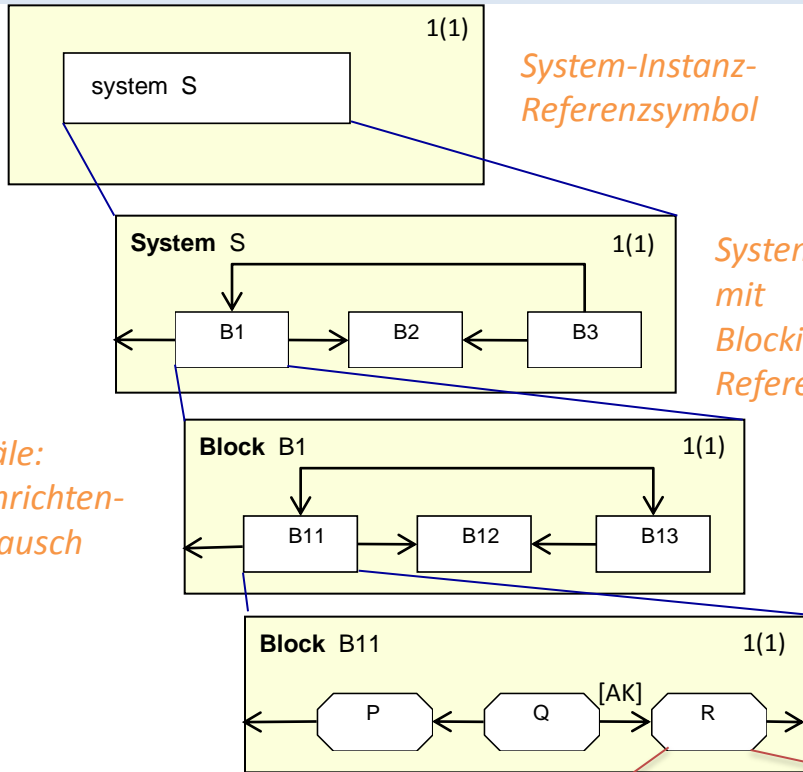 1(1)
system S
System-Instanz-
Referenzsymbol
System S
1(1)
B1
B2
B3
mit
Block B1
1(1)
B11
B12
B13
Block B11
1(1)
[AK]
P
Q
R